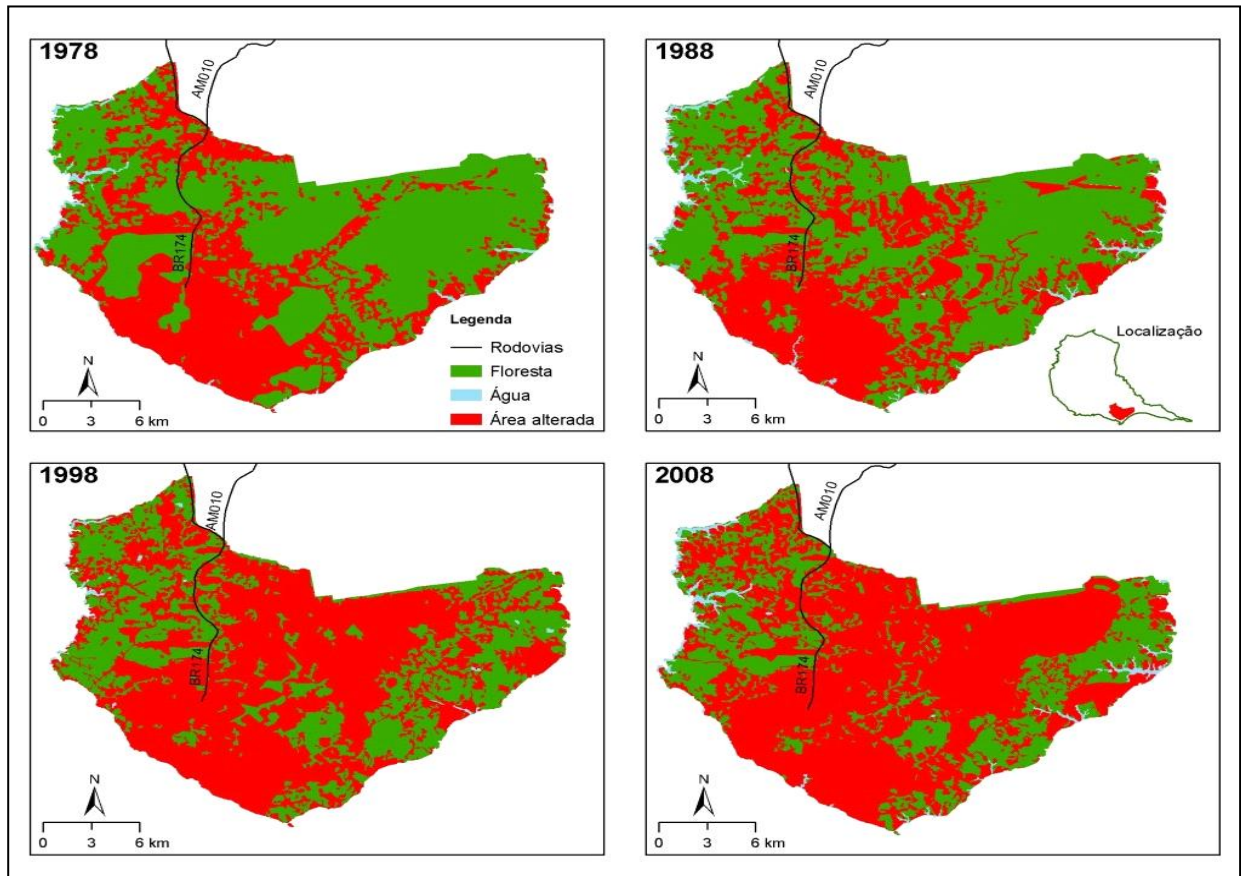 1978
AM010
BR174
Legenda
Rodovias
Floresta
Água
Área alterada
N
0 3 6 km
1988
AM010
BR174
Localização
N
0 3 6 km
1998
AM010
BR174
N
0 3 6 km
2008
AM010
BR174
N
0 3 6 km